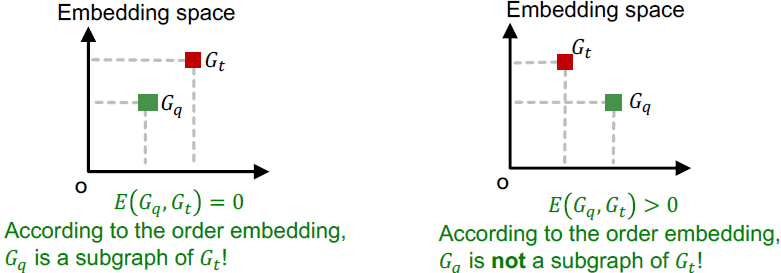 Embedding space
G_t
G_q
O
E(G_q, G_t) = 0
According to the order embedding,
G_q is a subgraph of G_t!
Embedding space
G_t
G_q
O
E(G_q, G_t) > 0
According to the order embedding,
G_q is not a subgraph of G_t!